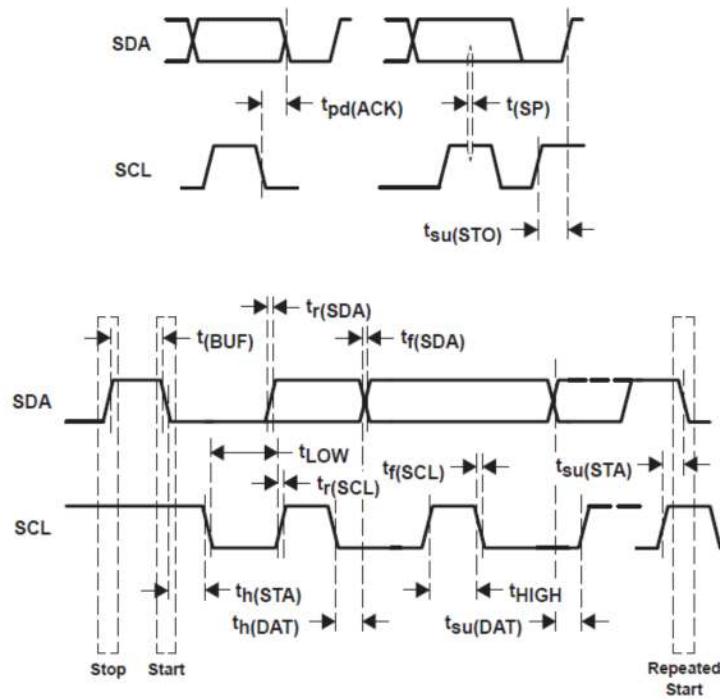 SDA
tpd(ACK)
t(SP)
SCL
tsu(STO)
tr(SDA)
t(BUF)
tf(SDA)
SDA
tLOW
tf(SCL)
tsu(STA)
tr(SCL)
SCL
th(STA)
tHIGH
th(DAT)
tsu(DAT)
Stop
Start
Repeated
Start